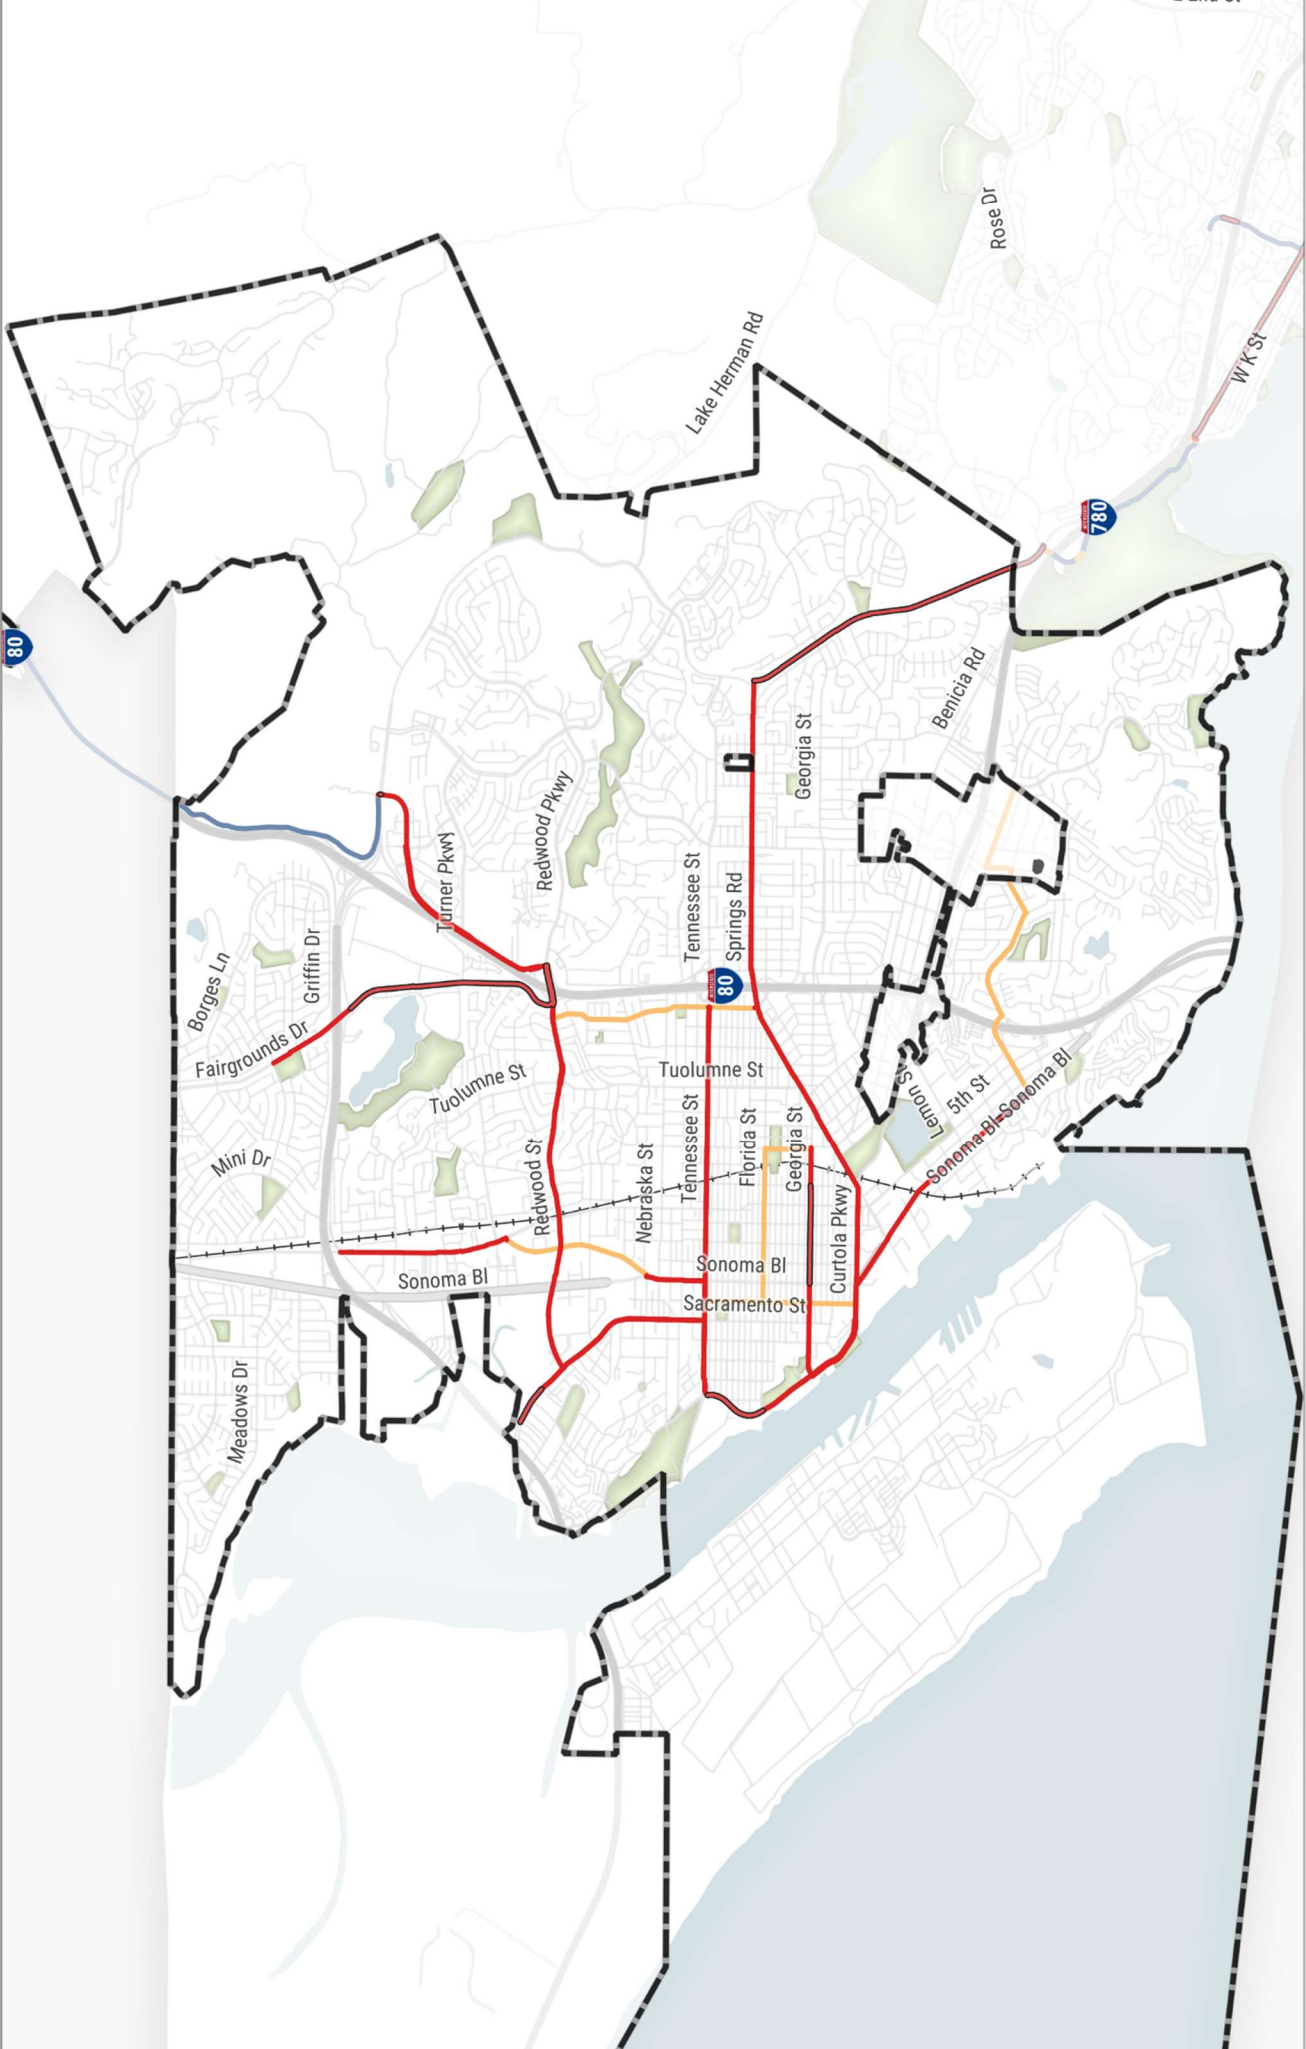 Rose Dr
Lake Herman Rd
W K St
780
80
Benicia Rd
Georgia St
Redwood Pkwy
Turner Pkwy
Tennessee St
Springs Rd
80
Griffin Dr
Borges Ln
Fairgrounds Dr
Tuolumne St
Tuolumne St
Lemon St
5th St
Sonoma Bl
Sonoma Bl
Mini Dr
Redwood St
Nebraska St
Tennessee St
Florida St
Georgia St
Curtola Pkwy
Sonoma Bl
Sonoma Bl
Sacramento St
Meadows Dr